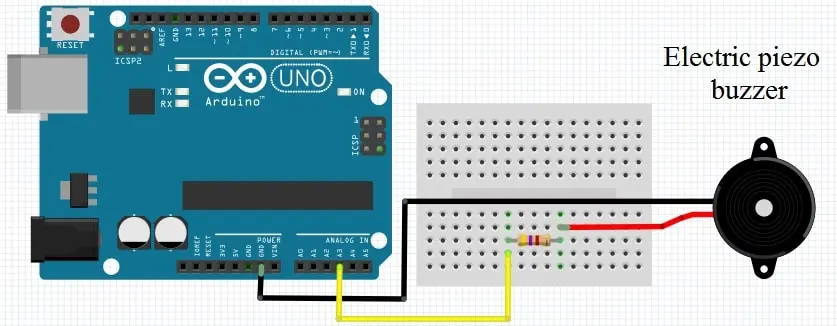 RESET
ICSP2
AREF
GND
13
12
~11
~10
~9
8
7
~6
~5
4
~3
2
TX0►1
RX0◄0
DIGITAL (PWM=~)
L
TX
RX
UNO
Arduino™
ON
1
ICSP
IOREF
RESET
3V3
5V
GND
GND
VIN
POWER
ANALOG IN
A0
A1
A2
A3
A4
A5
Electric piezo
buzzer